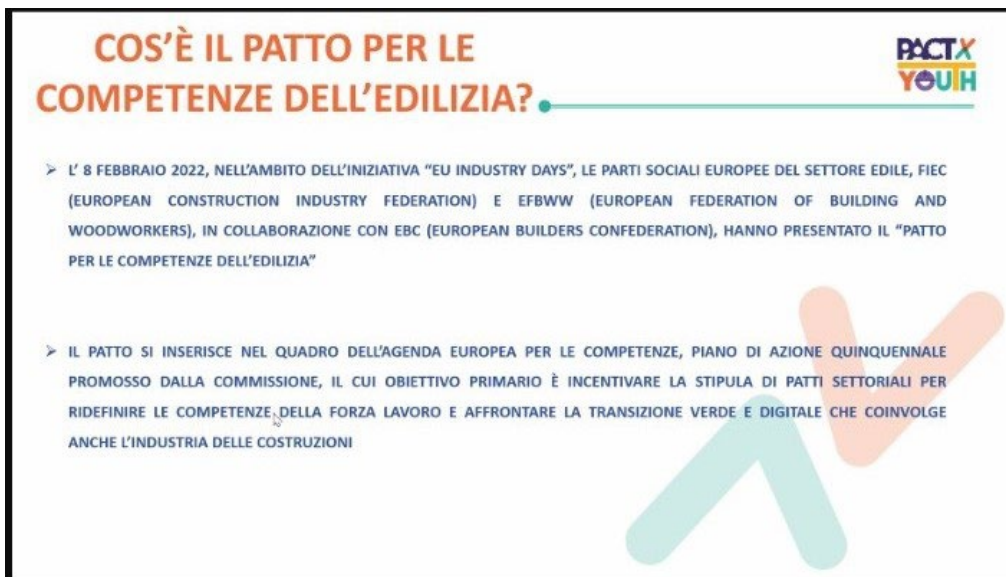 COS'È IL PATTO PER LE
COMPETENZE DELL'EDILIZIA?
PACTX
YOUTH
L' 8 FEBBRAIO 2022, NELL'AMBITO DELL'INIZIATIVA "EU INDUSTRY DAYS", LE PARTI SOCIALI EUROPEE DEL SETTORE EDILE, FIEC
(EUROPEAN CONSTRUCTION INDUSTRY FEDERATION) E EFBWW (EUROPEAN FEDERATION OF BUILDING AND
WOODWORKERS), IN COLLABORAZIONE CON EBC (EUROPEAN BUILDERS CONFEDERATION), HANNO PRESENTATO IL "PATTO
PER LE COMPETENZE DELL'EDILIZIA"
IL PATTO SI INSERISCE NEL QUADRO DELL'AGENDA EUROPEA PER LE COMPETENZE, PIANO DI AZIONE QUINQUENNALE
PROMOSSO DALLA COMMISSIONE, IL CUI OBIETTIVO PRIMARIO È INCENTIVARE LA STIPULA DI PATTI SETTORIALI PER
RIDEFINIRE LE COMPETENZE DELLA FORZA LAVORO E AFFRONTARE LA TRANSIZIONE VERDE E DIGITALE CHE COINVOLGE
ANCHE L'INDUSTRIA DELLE COSTRUZIONI